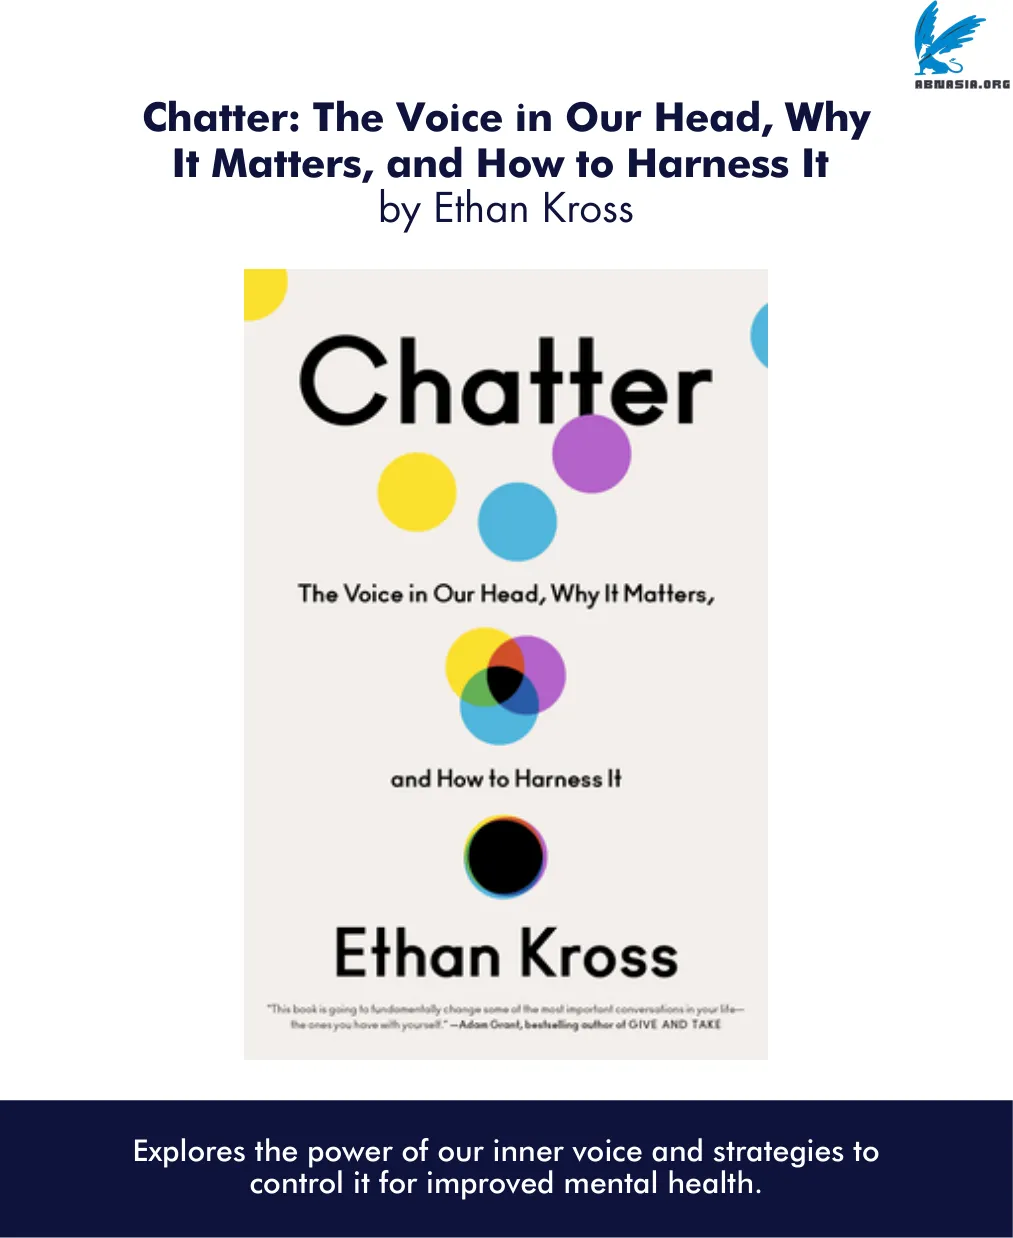 ABNASIA.ORG
Chatter: The Voice in Our Head, Why
It Matters, and How to Harness It
by Ethan Kross
Chatter
The Voice in Our Head, Why It Matters,
and How to Harness It
Ethan Kross
"This book is going to fundamentally change some of the most important conversations in your life—
the ones you have with yourself." —Adam Grant, bestselling author of GIVE AND TAKE
Explores the power of our inner voice and strategies to
control it for improved mental health.